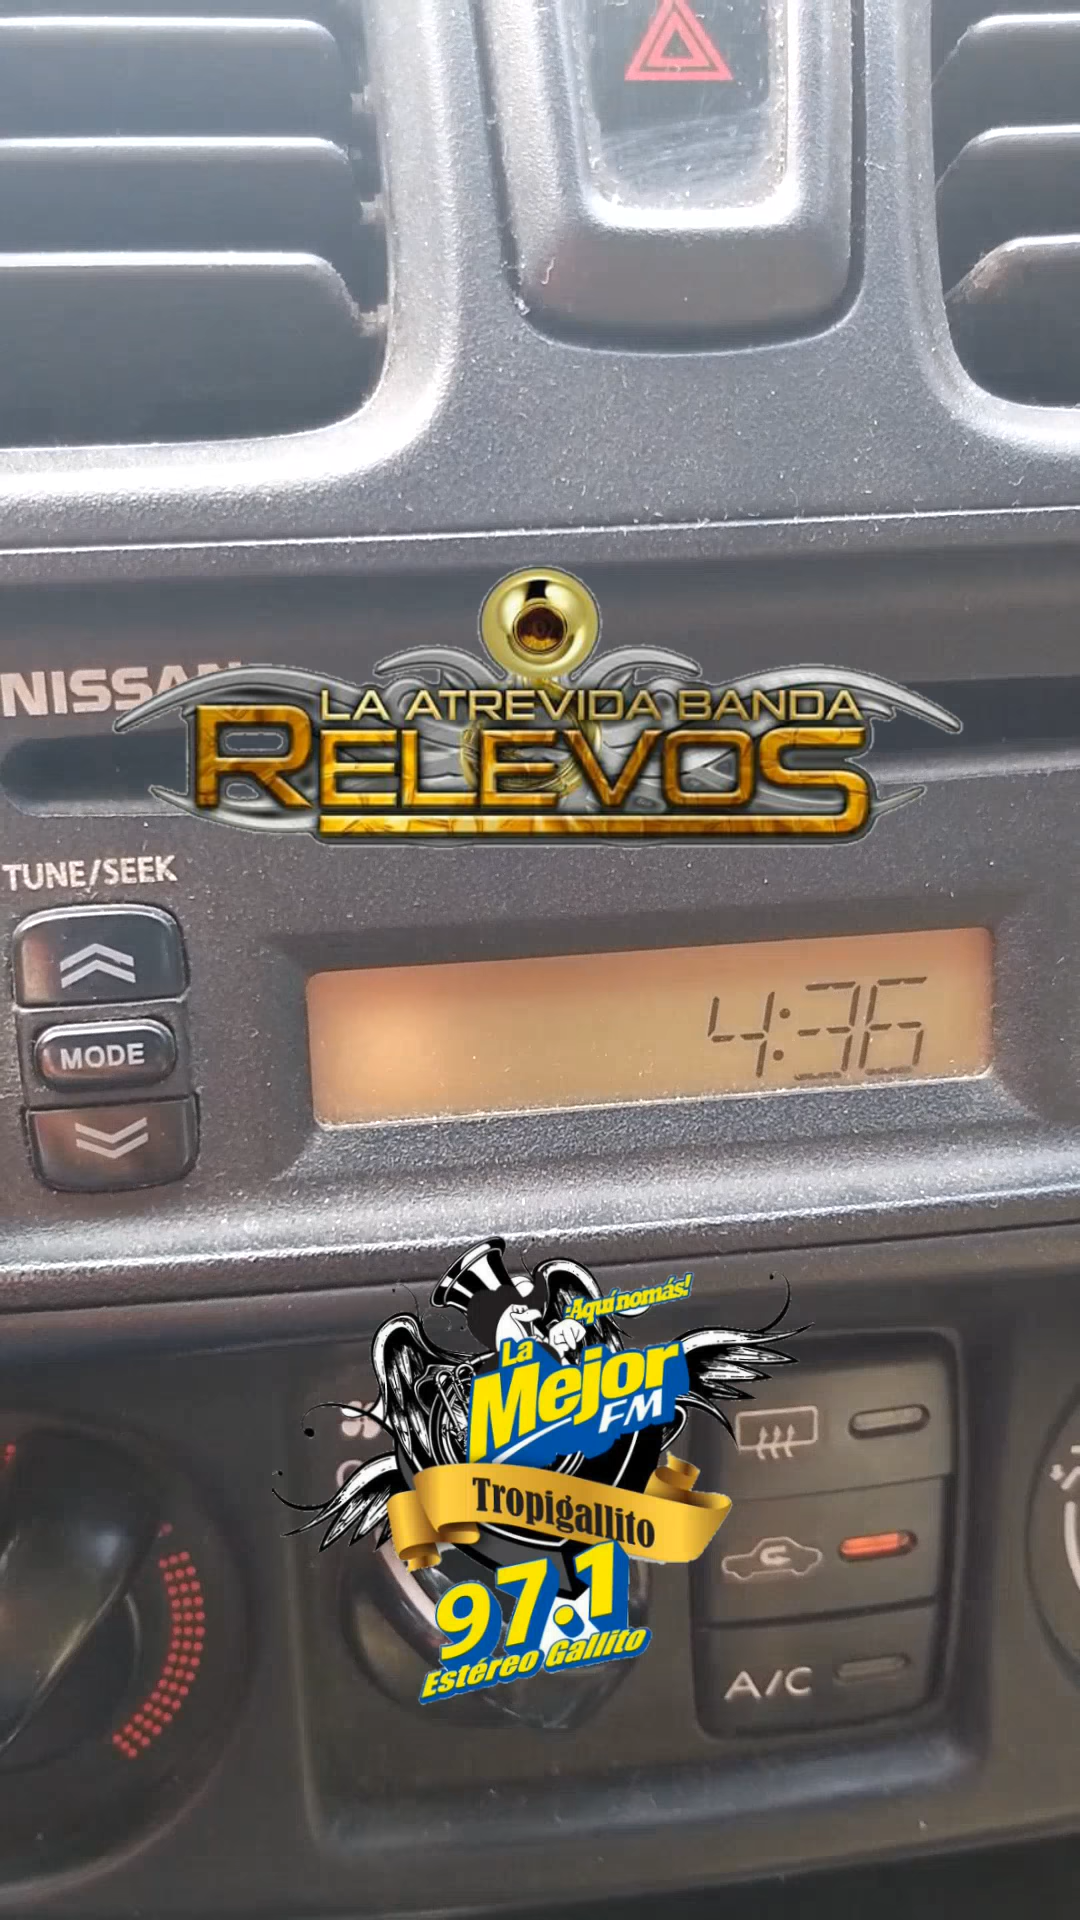 NISSAN
LA ATREVIDA BANDA
RELEVOS
TUNE/SEEK
MODE
4:36
¡Aquí nomás!
La
Mejor
FM
Tropigallito
97.1
Estéreo Gallito
A/C